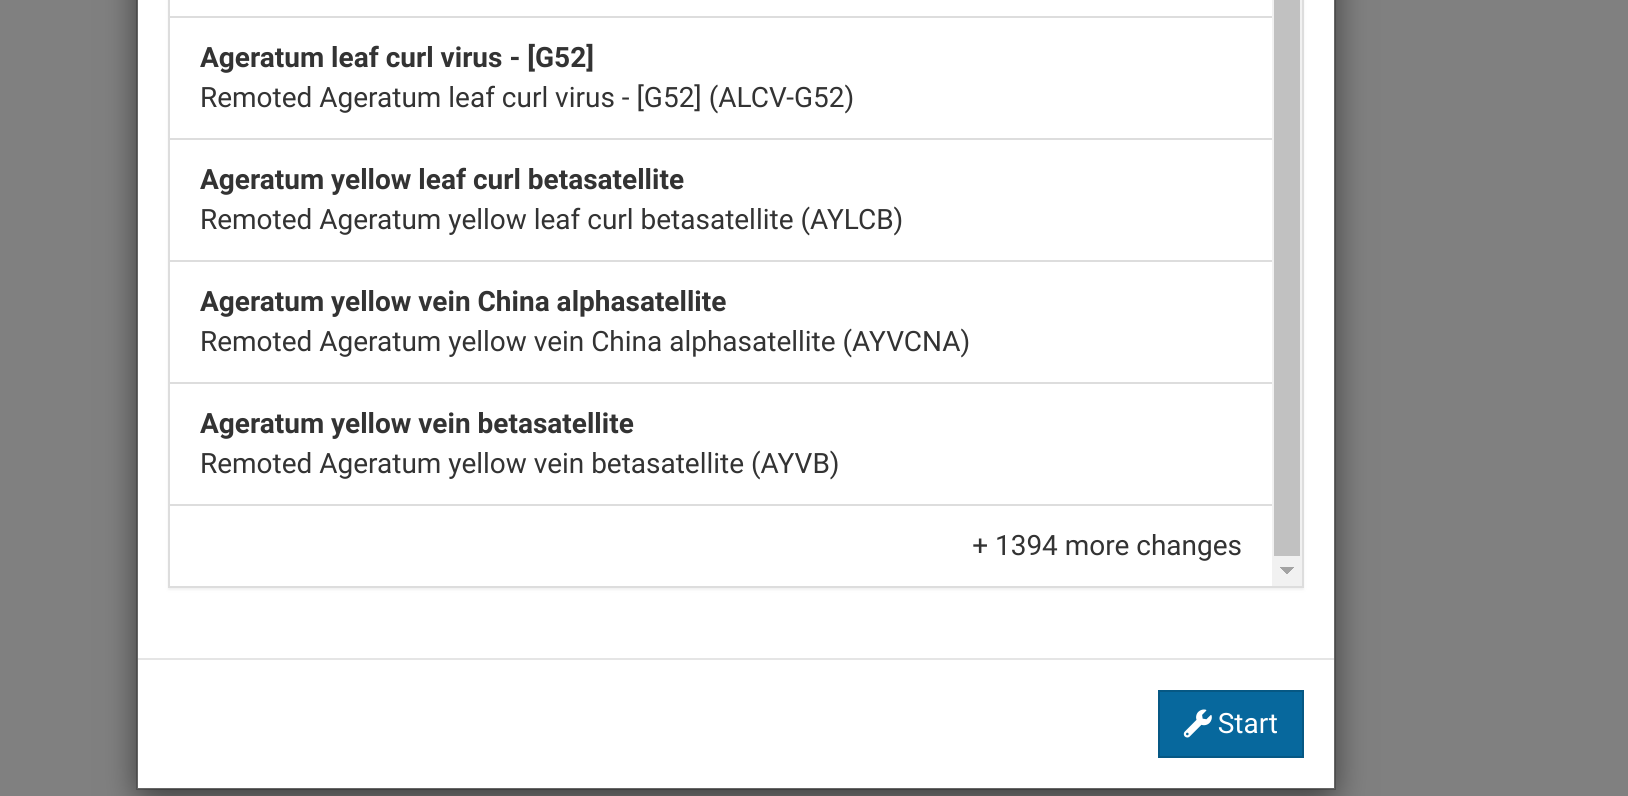 Ageratum leaf curl virus - [G52]
Remoted Ageratum leaf curl virus - [G52] (ALCV-G52)
Ageratum yellow leaf curl betasatellite
Remoted Ageratum yellow leaf curl betasatellite (AYLCB)
Ageratum yellow vein China alphasatellite
Remoted Ageratum yellow vein China alphasatellite (AYVCNA)
Ageratum yellow vein betasatellite
Remoted Ageratum yellow vein betasatellite (AYVB)
+ 1394 more changes
Start